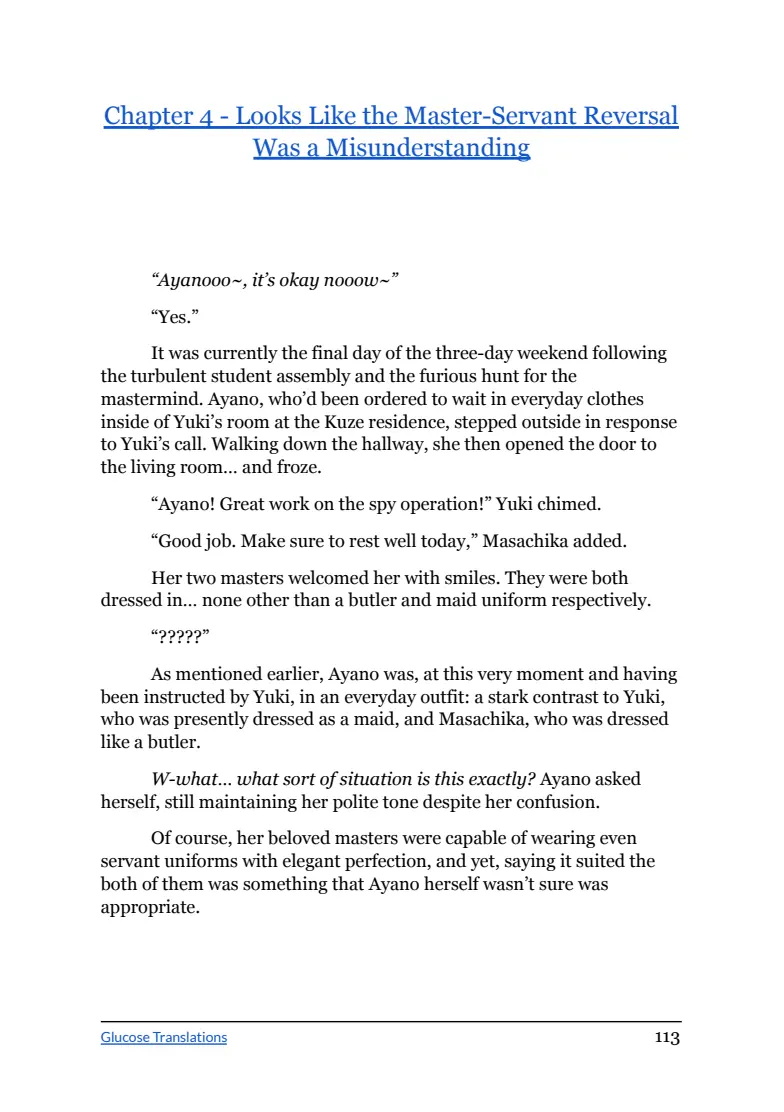 Chapter 4 - Looks Like the Master-Servant Reversal
Was a Misunderstanding
“Ayanooo~, it’s okay nooow~”
“Yes.”
It was currently the final day of the three-day weekend following
the turbulent student assembly and the furious hunt for the
mastermind. Ayano, who’d been ordered to wait in everyday clothes
inside of Yuki’s room at the Kuze residence, stepped outside in response
to Yuki’s call. Walking down the hallway, she then opened the door to
the living room… and froze.
“Ayano! Great work on the spy operation!” Yuki chimed.
“Good job. Make sure to rest well today,” Masachika added.
Her two masters welcomed her with smiles. They were both
dressed in… none other than a butler and maid uniform respectively.
“?????”
As mentioned earlier, Ayano was, at this very moment and having
been instructed by Yuki, in an everyday outfit: a stark contrast to Yuki,
who was presently dressed as a maid, and Masachika, who was dressed
like a butler.
W-what… what sort of situation is this exactly? Ayano asked
herself, still maintaining her polite tone despite her confusion.
Of course, her beloved masters were capable of wearing even
servant uniforms with elegant perfection, and yet, saying it suited the
both of them was something that Ayano herself wasn’t sure was
appropriate.
Glucose Translations 113